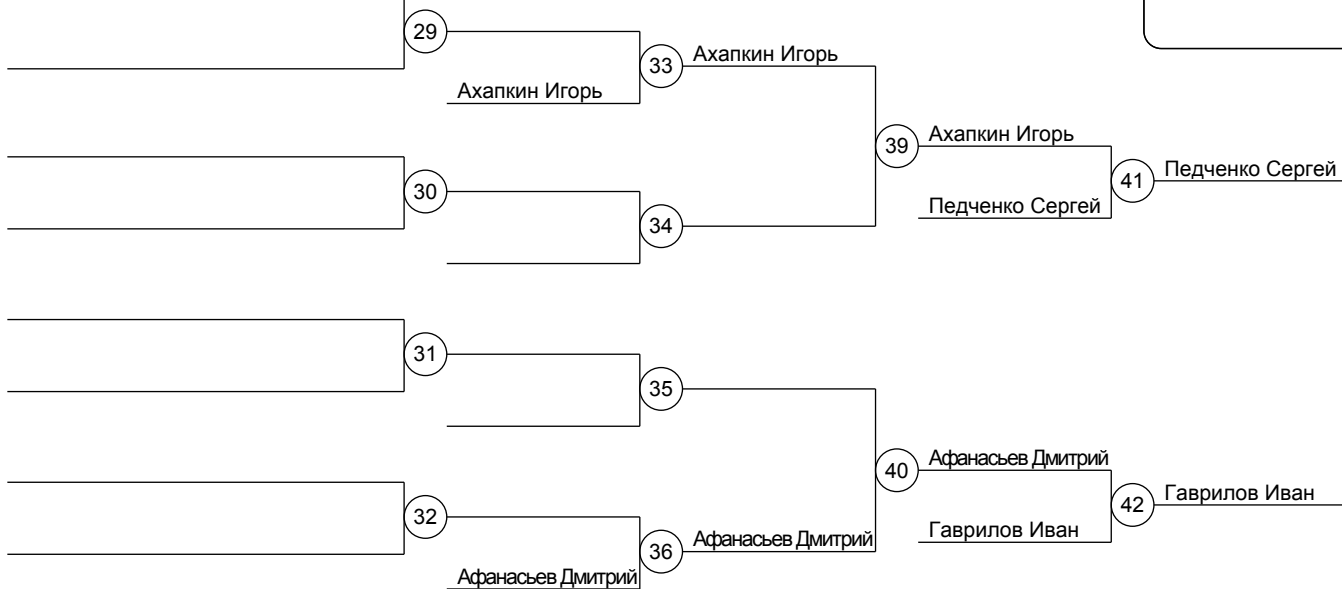 29
33 Ахапкин Игорь
Ахапкин Игорь
39 Ахапкин Игорь
41 Педченко Сергей
30
Педченко Сергей
34
31
35
Афанасьев Дмитрий
40
Гаврилов Иван
42
32
Гаврилов Иван
Афанасьев Дмитрий
36
Афанасьев Дмитрий